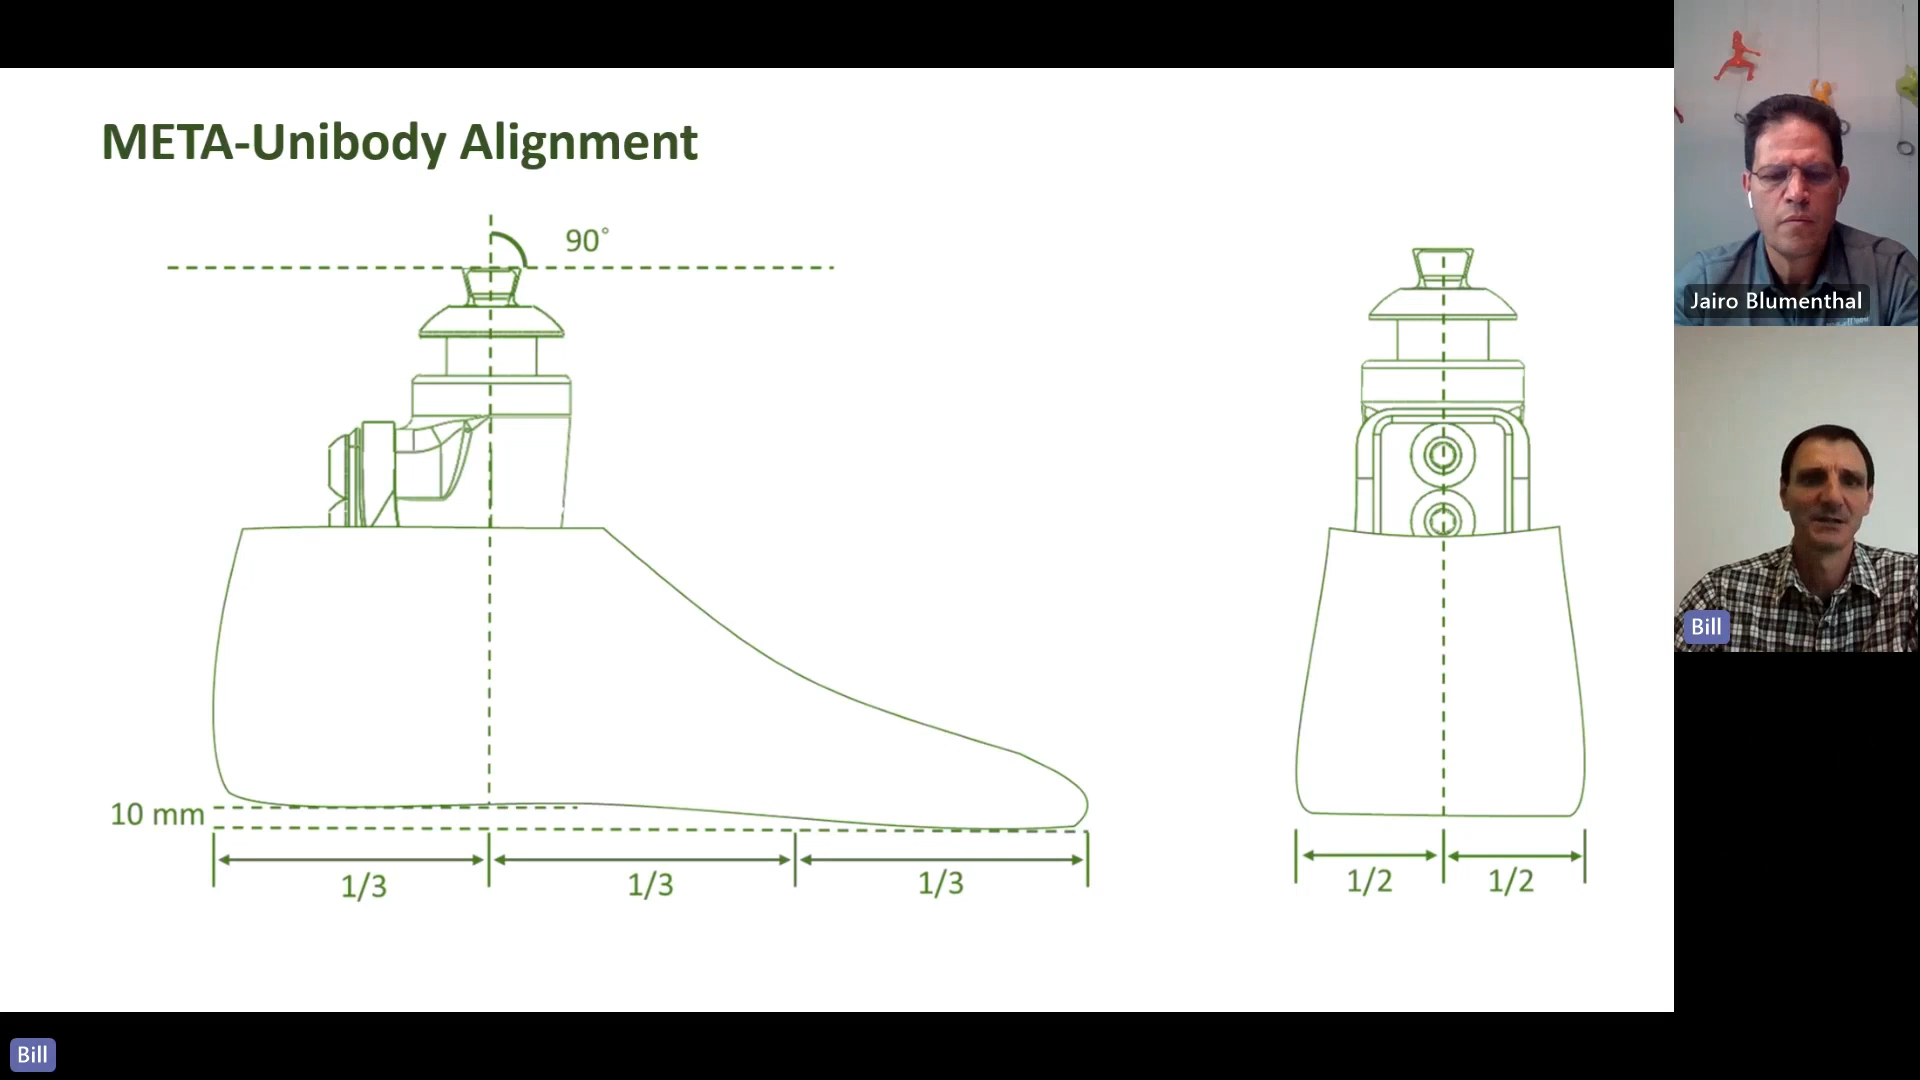 META-Unibody Alignment
90°
10 mm
1/3
1/3
1/3
1/2
1/2
Jairo Blumenthal
Bill
Bill